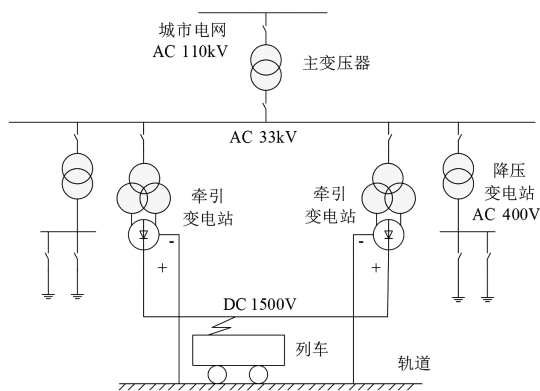 城市电网
AC 110kV
主变压器
AC 33kV
牵引
变电站
牵引
变电站
降压
变电站
AC 400V
-
+
-
+
DC 1500V
列车
轨道